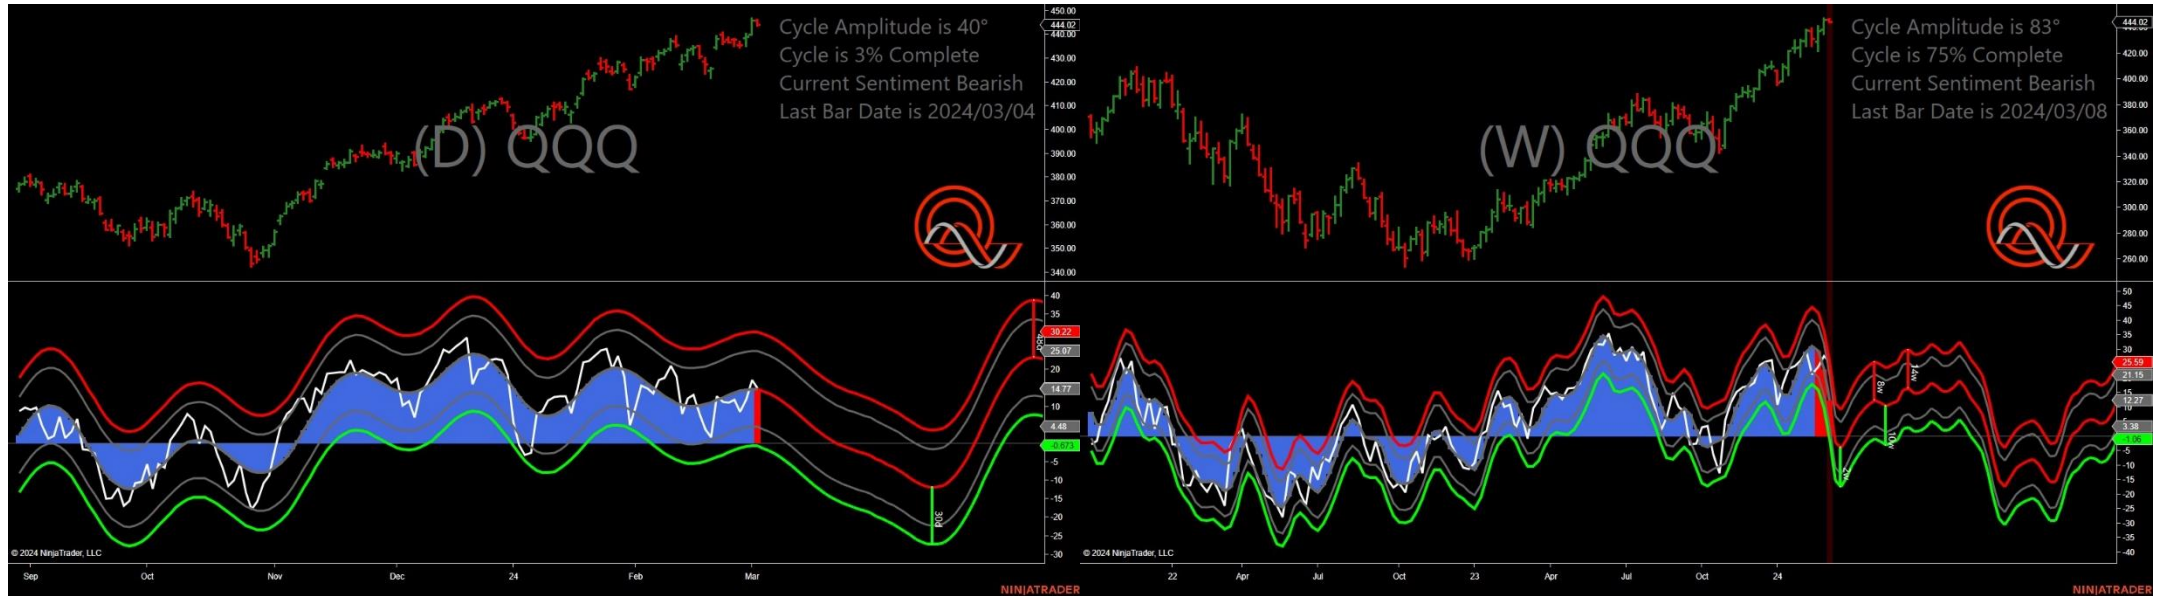 Cycle Amplitude is 40°
Cycle is 3% Complete
Current Sentiment Bearish
Last Bar Date is 2024/03/04
(D) QQQ
450.00
444.02
440.00
430.00
420.00
410.00
400.00
390.00
380.00
370.00
360.00
350.00
340.00
40
35
30.22
25.07
20
14.77
10
4.48
-0.673
-5
-10
-15
-20
-25
-30
48d
30d
© 2024 NinjaTrader, LLC
Sep Oct Nov Dec 24 Feb Mar
NINJATRADER
Cycle Amplitude is 83°
Cycle is 75% Complete
Current Sentiment Bearish
Last Bar Date is 2024/03/08
(W) QQQ
444.02
420.00
400.00
380.00
360.00
340.00
320.00
300.00
280.00
260.00
50
45
40
35
30
25.59
21.15
12.27
3.38
-1.06
-5
-10
-15
-20
-25
-30
-35
-40
2w
8w
10w
14w
© 2024 NinjaTrader, LLC
22 Apr Jul Oct 23 Apr Jul Oct 24
NINJATRADER